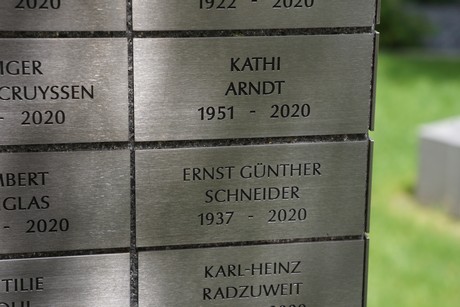 2020
1922 - 2020
IGER
CRUYSSEN
- 2020
KATHI
ARNDT
1951 - 2020
MBERT
GLAS
- 2020
ERNST GÜNTHER
SCHNEIDER
1937 - 2020
TILIE
KARL-HEINZ
RADZUWEIT
2020